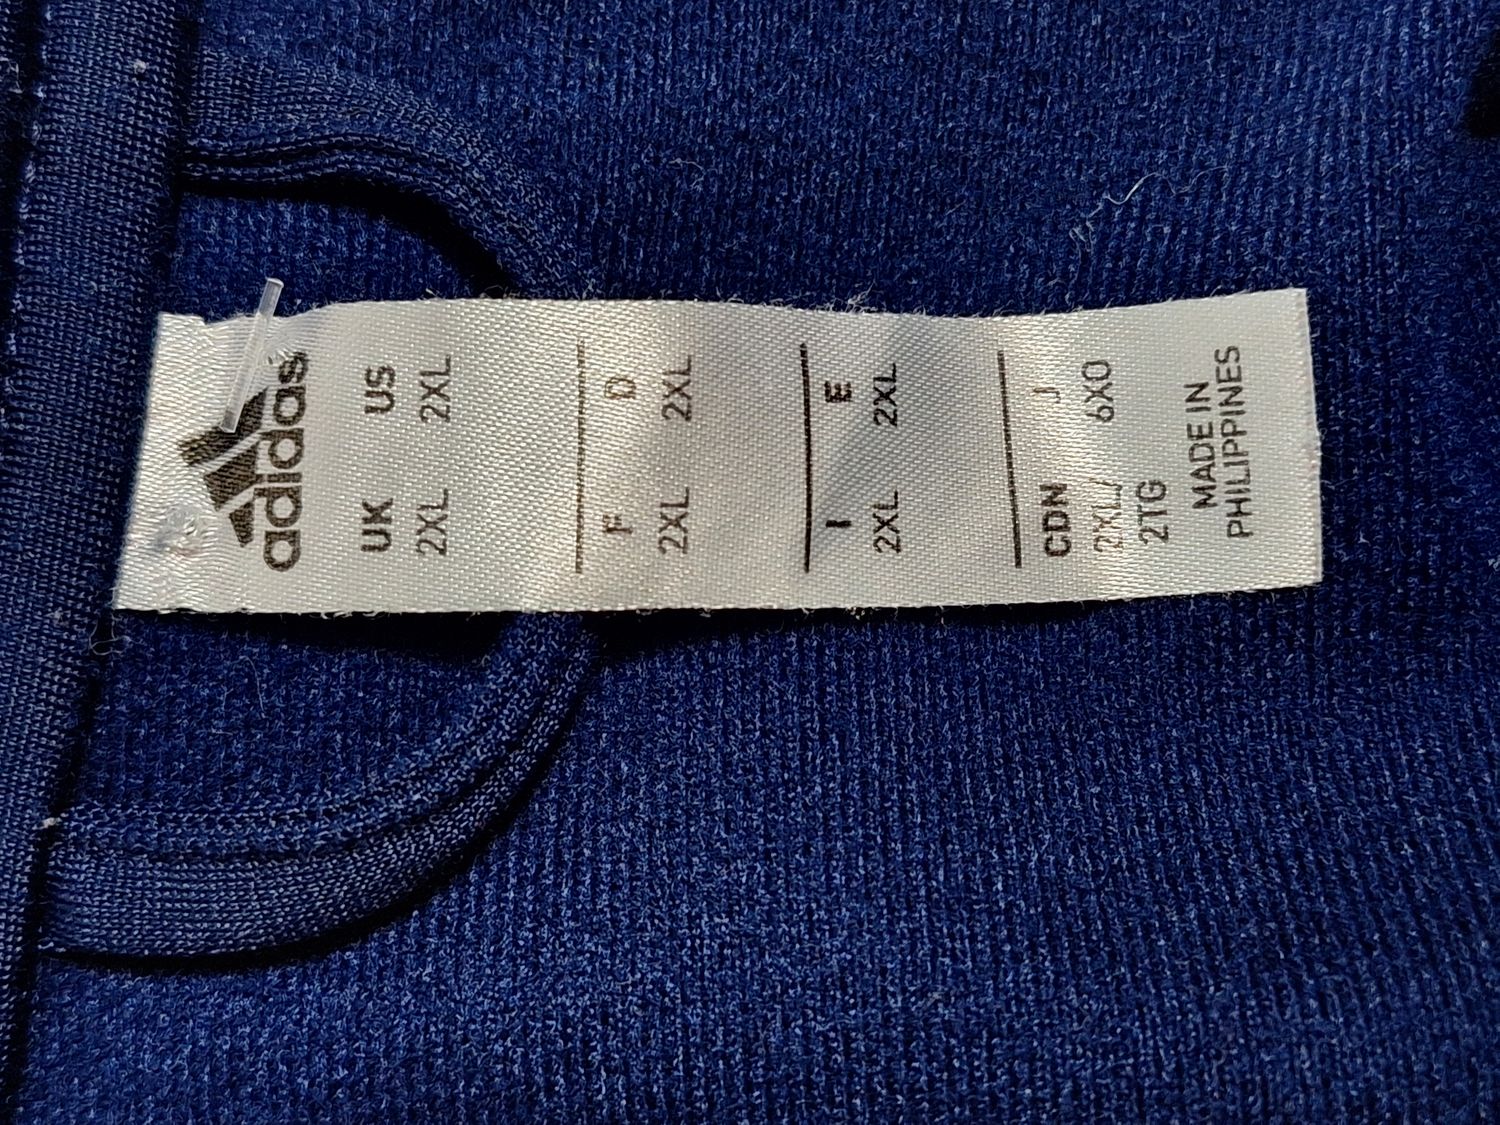 adidas
UK US
2XL 2XL
F D
2XL 2XL
I E
2XL 2XL
CDN J
2XL/ 6XO
2TG
MADE IN
PHILIPPINES